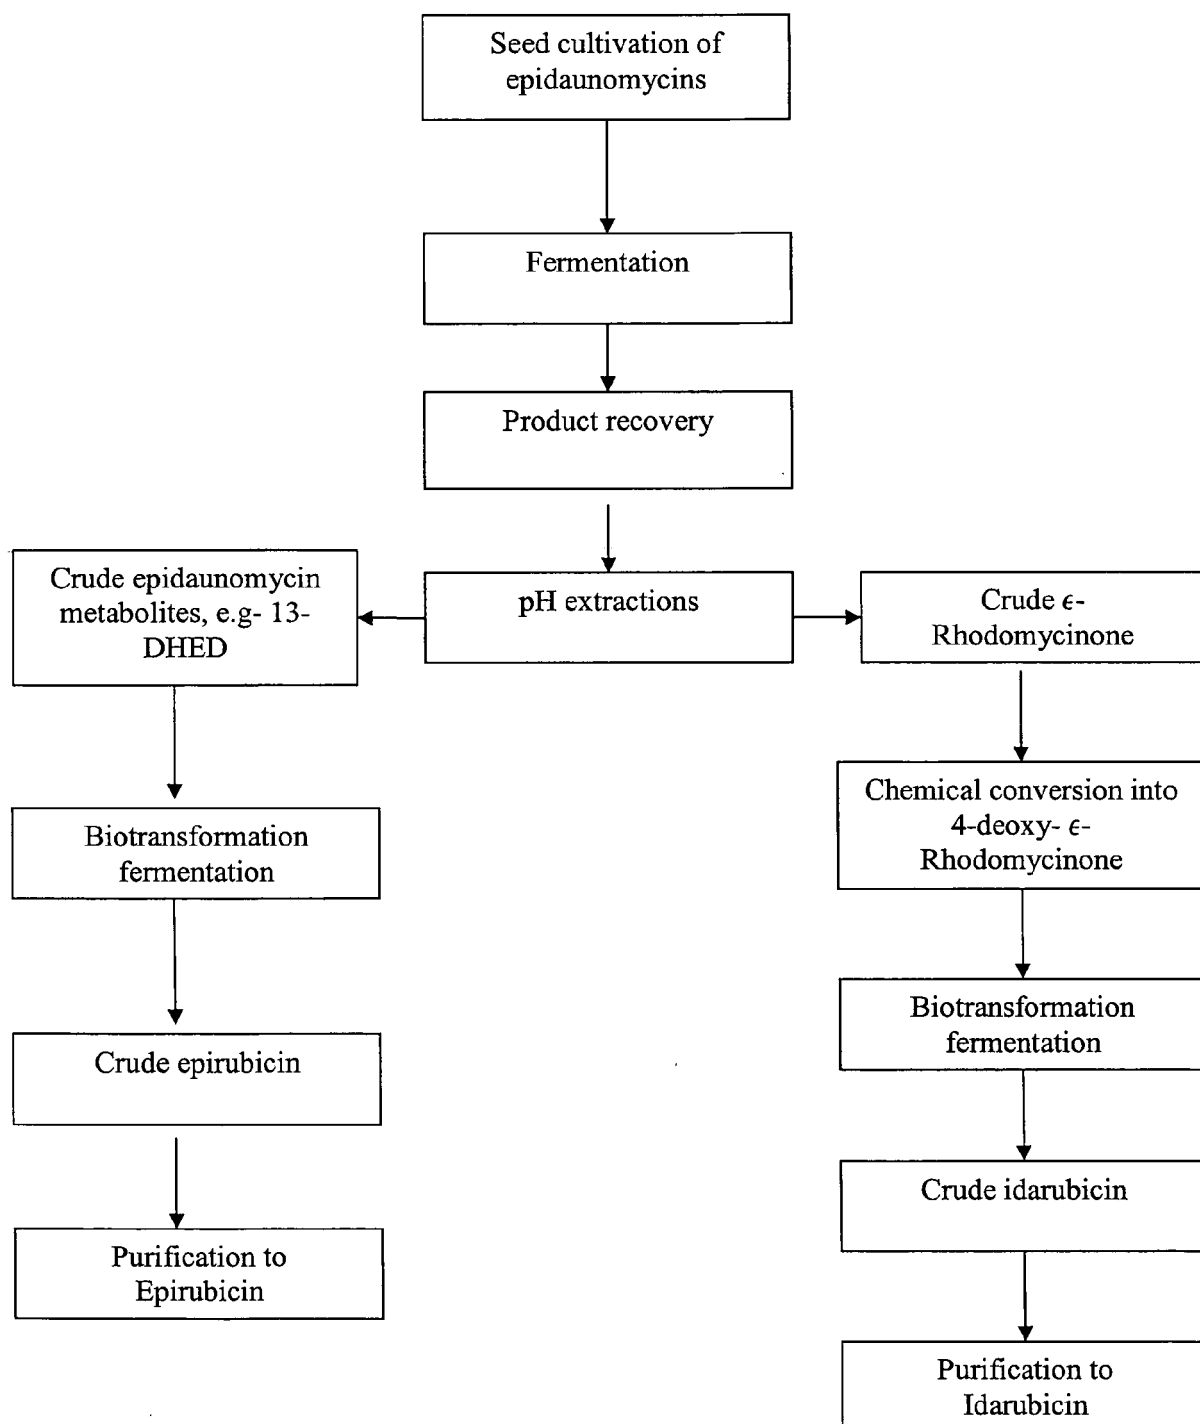 Seed cultivation of
epidaunomycins
Fermentation
Product recovery
pH extractions
Crude epidaunomycin
metabolites, e.g- 13-
DHED
Biotransformation
fermentation
Crude epirubicin
Purification to
Epirubicin
Crude ϵ-
Rhodomycinone
Chemical conversion into
4-deoxy- ϵ-
Rhodomycinone
Biotransformation
fermentation
Crude idarubicin
Purification to
Idarubicin